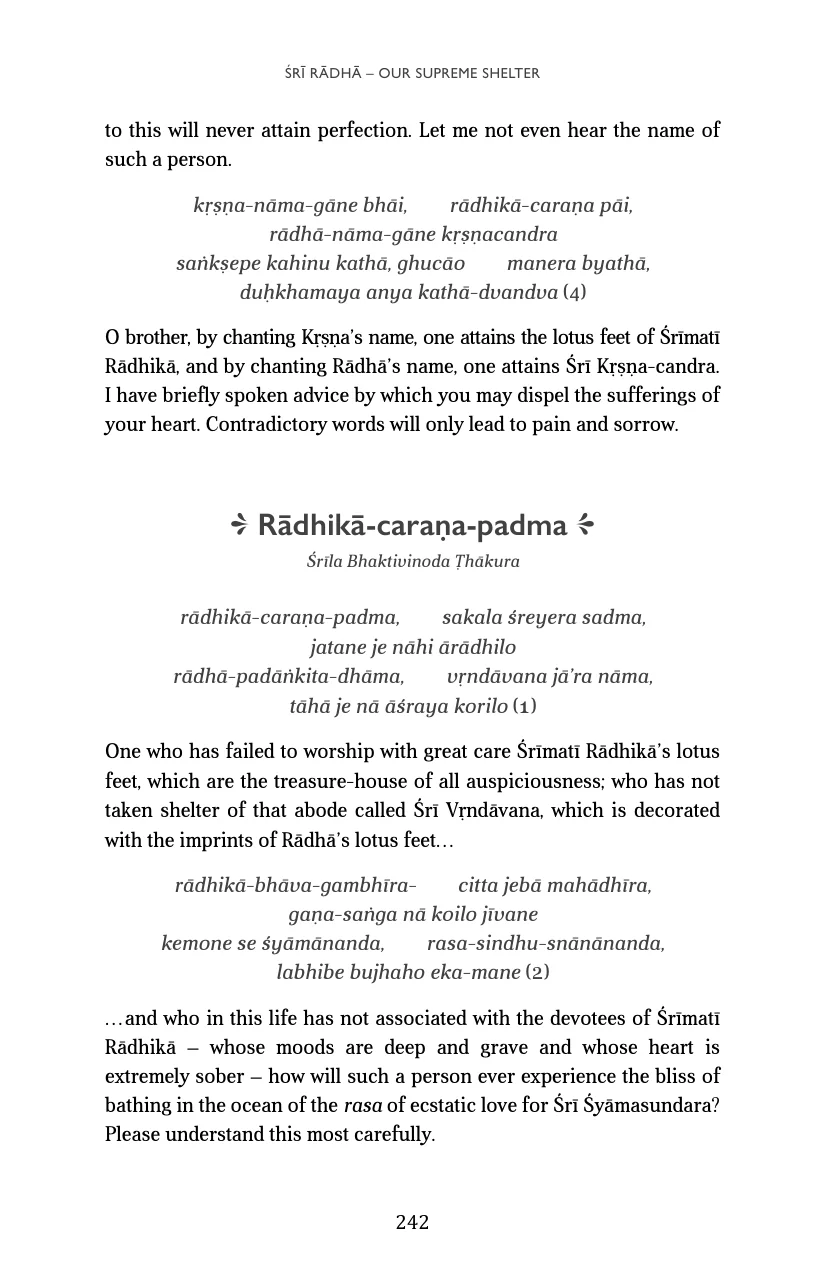 ŚRĪ RĀDHĀ – OUR SUPREME SHELTER
to this will never attain perfection. Let me not even hear the name of
such a person.
kṛṣṇa-nāma-gāne bhāi, rādhikā-caraṇa pāi,
rādhā-nāma-gāne kṛṣṇacandra
saṅkṣepe kahinu kathā, ghucāo manera byathā,
duḥkhamaya anya kathā-dvandva (4)
O brother, by chanting Kṛṣṇa’s name, one attains the lotus feet of Śrīmatī
Rādhikā, and by chanting Rādhā’s name, one attains Śrī Kṛṣṇa-candra.
I have briefly spoken advice by which you may dispel the sufferings of
your heart. Contradictory words will only lead to pain and sorrow.
Rādhikā-caraṇa-padma
Śrīla Bhaktivinoda Ṭhākura
rādhikā-caraṇa-padma, sakala śreyera sadma,
jatane je nāhi ārādhilo
rādhā-padāṅkita-dhāma, vṛndāvana jā’ra nāma,
tāhā je nā āśraya korilo (1)
One who has failed to worship with great care Śrīmatī Rādhikā’s lotus
feet, which are the treasure-house of all auspiciousness; who has not
taken shelter of that abode called Śrī Vṛndāvana, which is decorated
with the imprints of Rādhā’s lotus feet…
rādhikā-bhāva-gambhīra- citta jebā mahādhīra,
gaṇa-saṅga nā koilo jīvane
kemone se śyāmānanda, rasa-sindhu-snānānanda,
labhibe bujhaho eka-mane (2)
…and who in this life has not associated with the devotees of Śrīmatī
Rādhikā – whose moods are deep and grave and whose heart is
extremely sober – how will such a person ever experience the bliss of
bathing in the ocean of the rasa of ecstatic love for Śrī Śyāmasundara?
Please understand this most carefully.
242